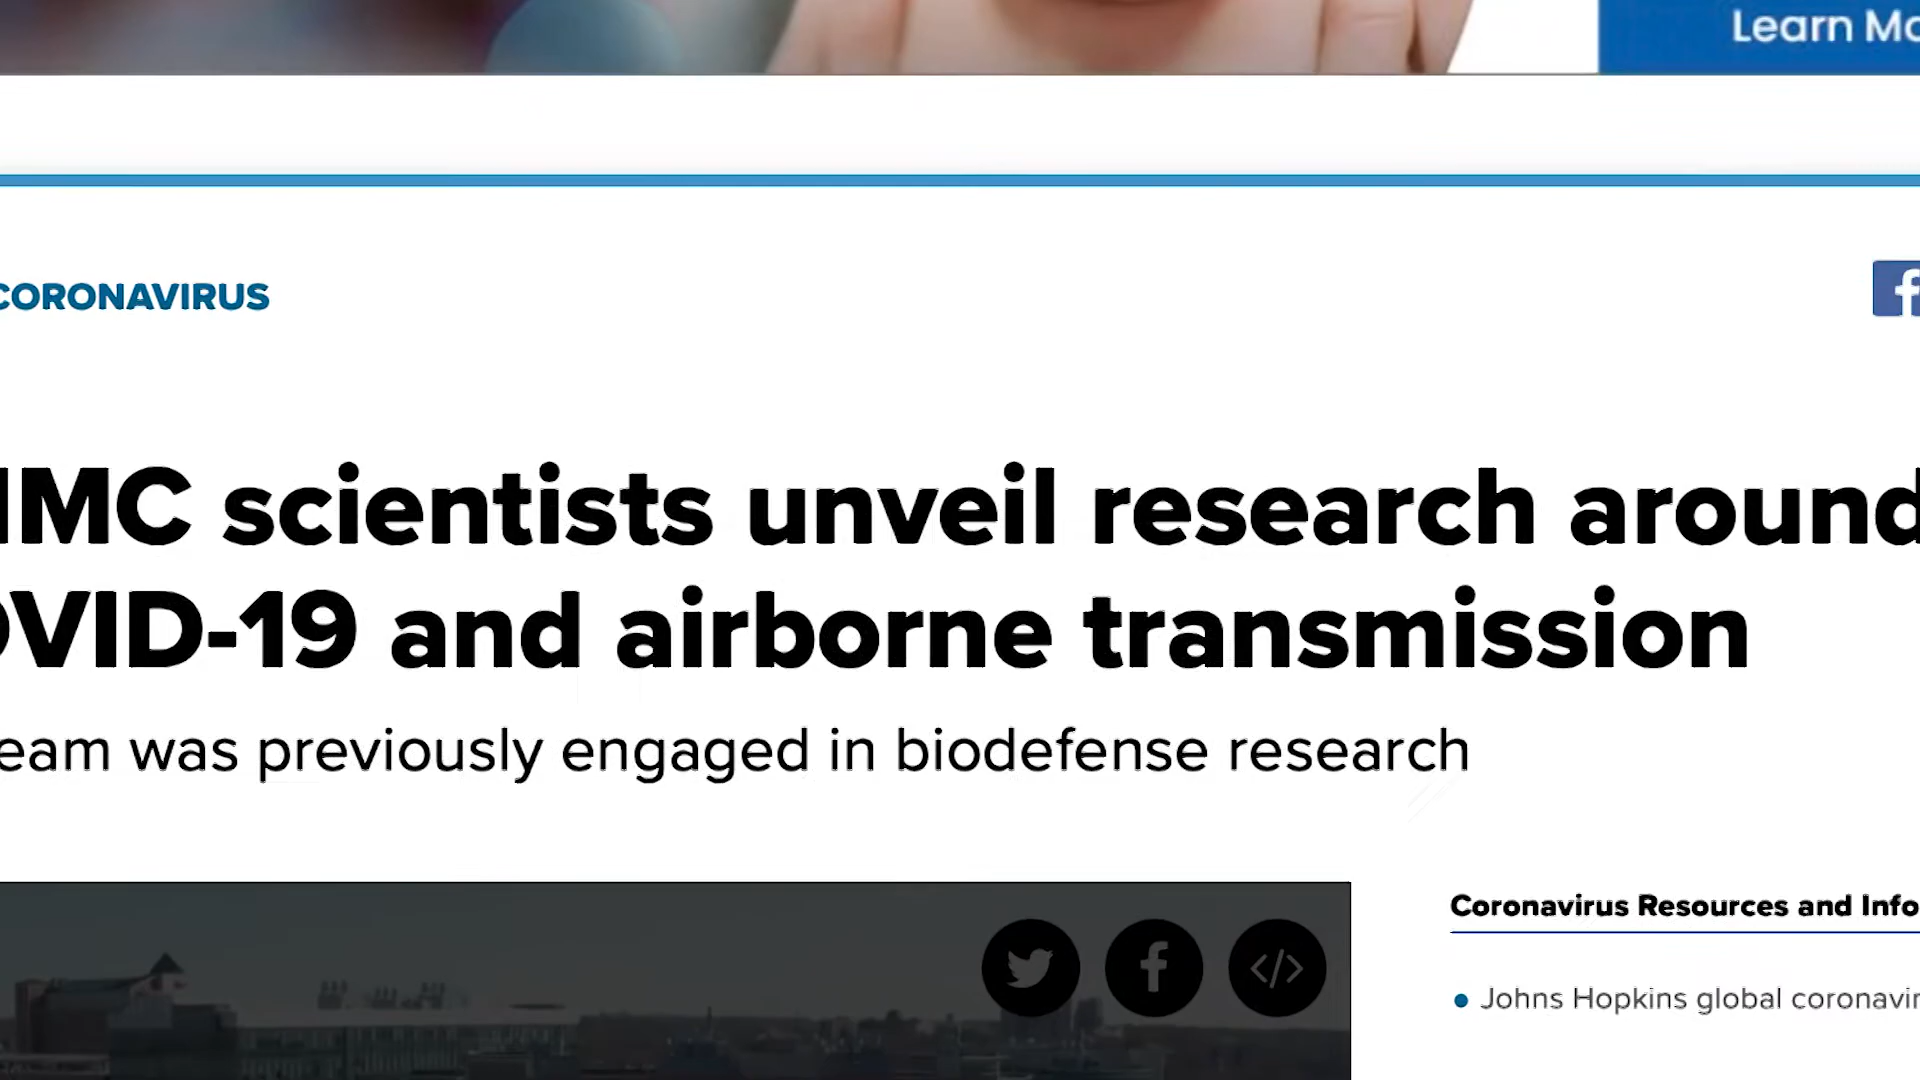 Learn Mo
CORONAVIRUS
MC scientists unveil research around
OVID-19 and airborne transmission
eam was previously engaged in biodefense research
Coronavirus Resources and Info
Johns Hopkins global coronavir